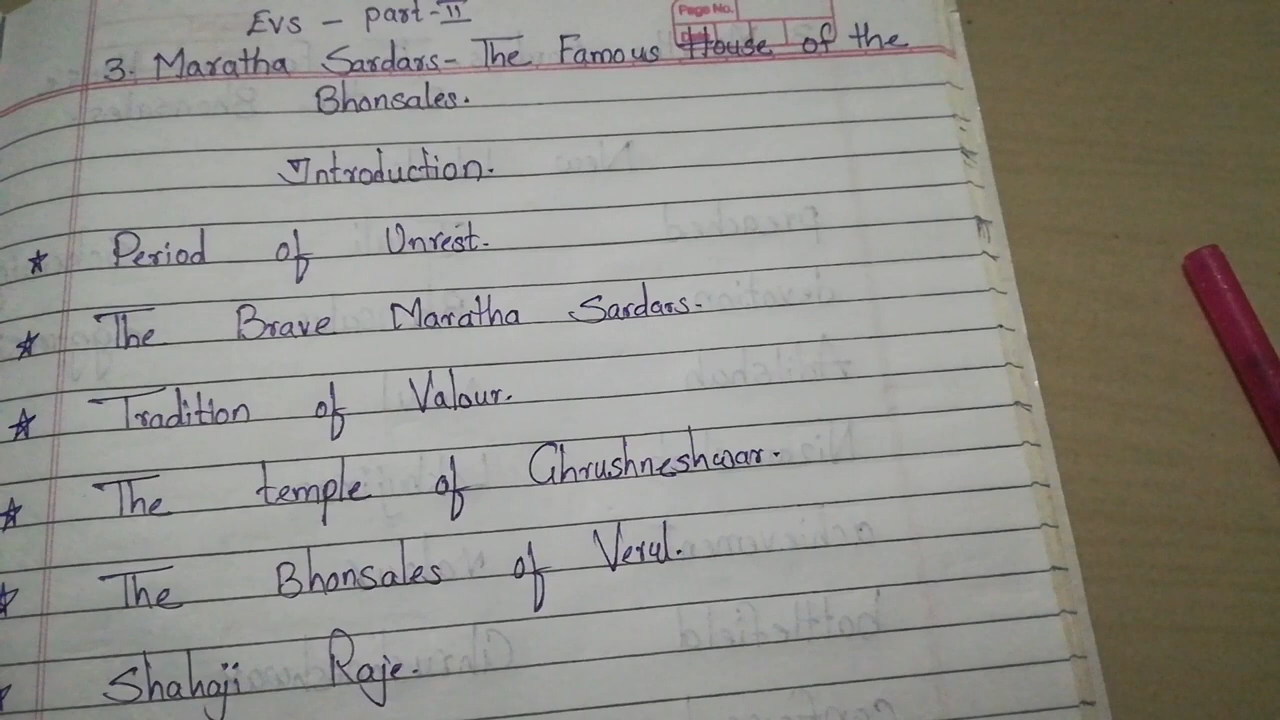 Page No.
EVS - part-II
3. Maratha Sardars- The Famous House of the
Bhonsales.
Introduction.
★ Period of Unrest.
★ The Brave Maratha Sardars.
★ Tradition of Valour.
★ The temple of Ghrushneshwar.
★ The Bhonsales of Verul.
★ Shahaji Raje.